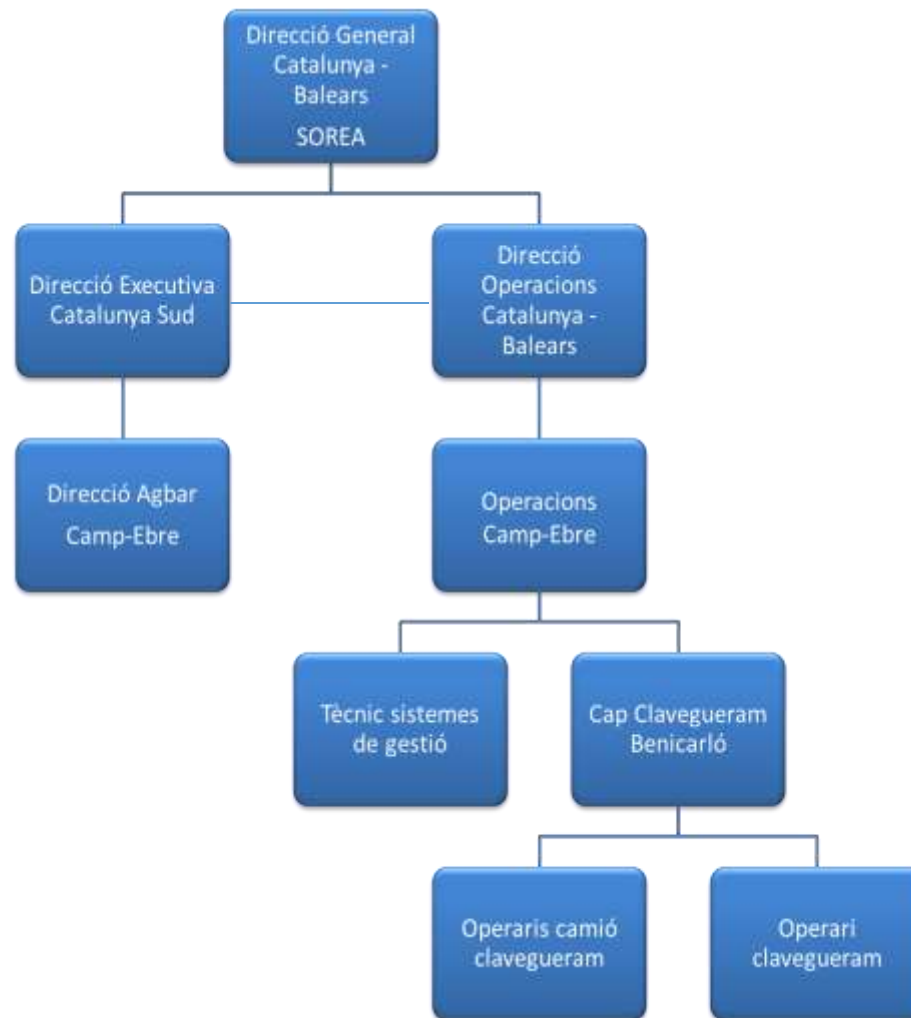 Direcció General
Catalunya -
Balears
SOREA
Direcció Executiva
Catalunya Sud
Direcció
Operacions
Catalunya -
Balears
Direcció Agbar
Camp-Ebre
Operacions
Camp-Ebre
Tècnic sistemes
de gestió
Cap Clavegueram
Benicarló
Operaris camió
clavegueram
Operari
clavegueram